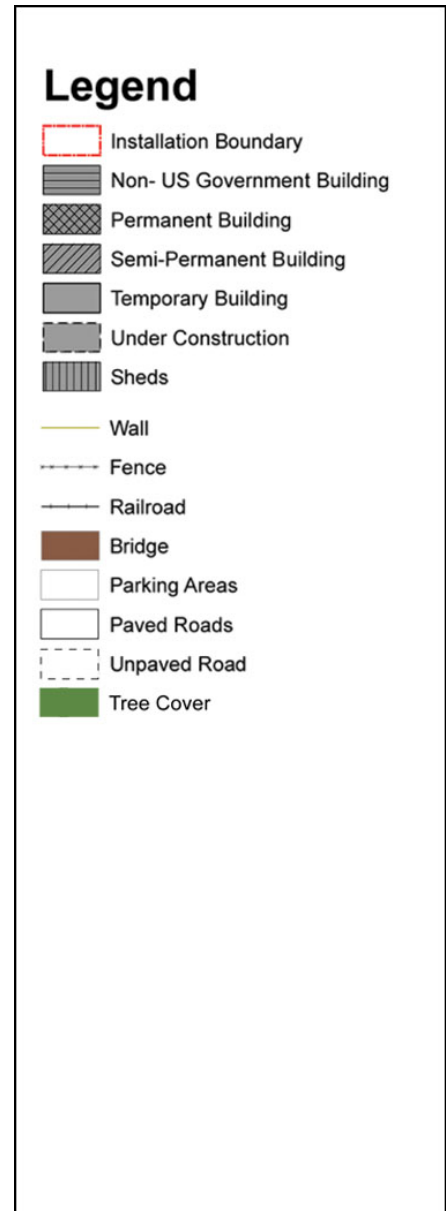 Legend
Installation Boundary
Non- US Government Building
Permanent Building
Semi-Permanent Building
Temporary Building
Under Construction
Sheds
Wall
Fence
Railroad
Bridge
Parking Areas
Paved Roads
Unpaved Road
Tree Cover